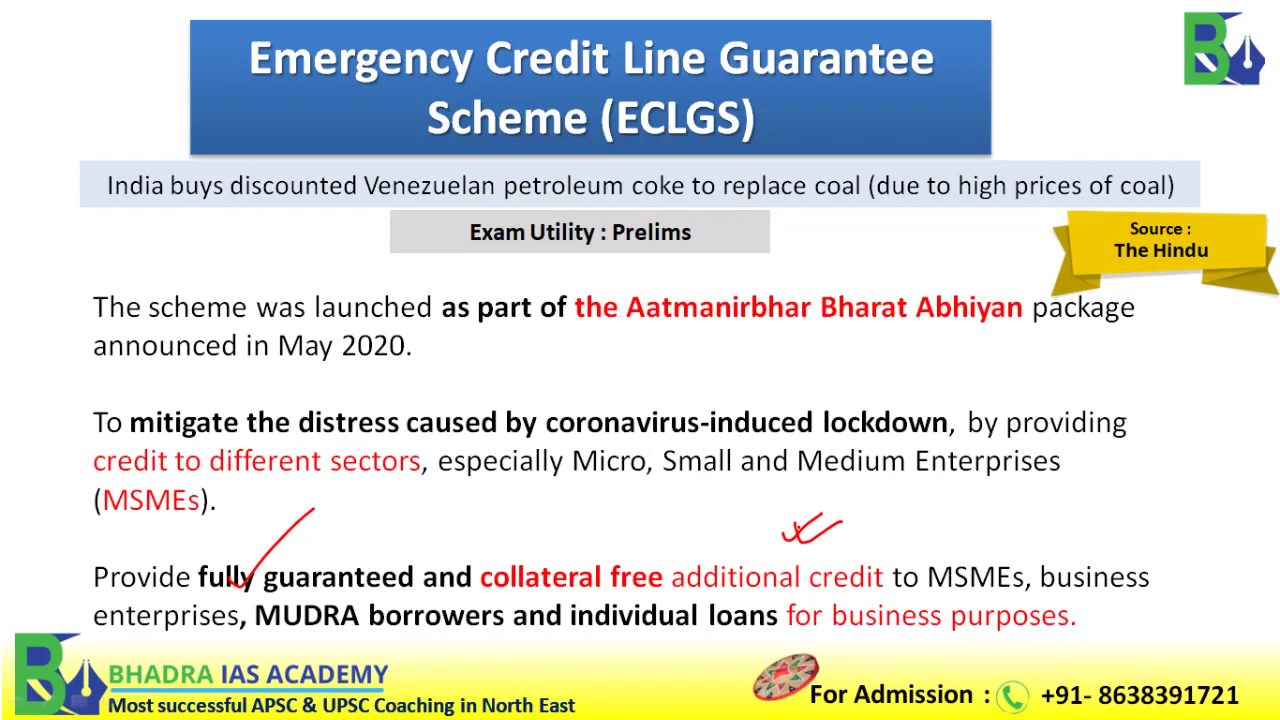 Emergency Credit Line Guarantee
Scheme (ECLGS)
India buys discounted Venezuelan petroleum coke to replace coal (due to high prices of coal)
Exam Utility : Prelims
Source :
The Hindu
The scheme was launched as part of the Aatmanirbhar Bharat Abhiyan package
announced in May 2020.
To mitigate the distress caused by coronavirus-induced lockdown, by providing
credit to different sectors, especially Micro, Small and Medium Enterprises
(MSMEs).
Provide fully guaranteed and collateral free additional credit to MSMEs, business
enterprises, MUDRA borrowers and individual loans for business purposes.
BHADRA IAS ACADEMY
Most successful APSC & UPSC Coaching in North East
For Admission : +91- 8638391721